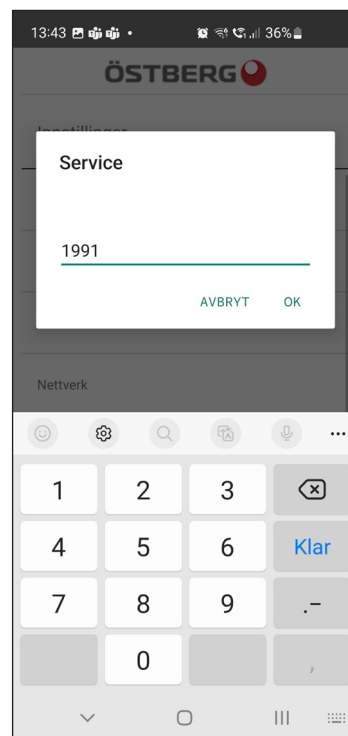 13:43
36%
ÖSTBERG
Innstillinger
Service
1991
AVBRYT OK
Nettverk
1 2 3
4 5 6 Klar
7 8 9 .-
0 ,